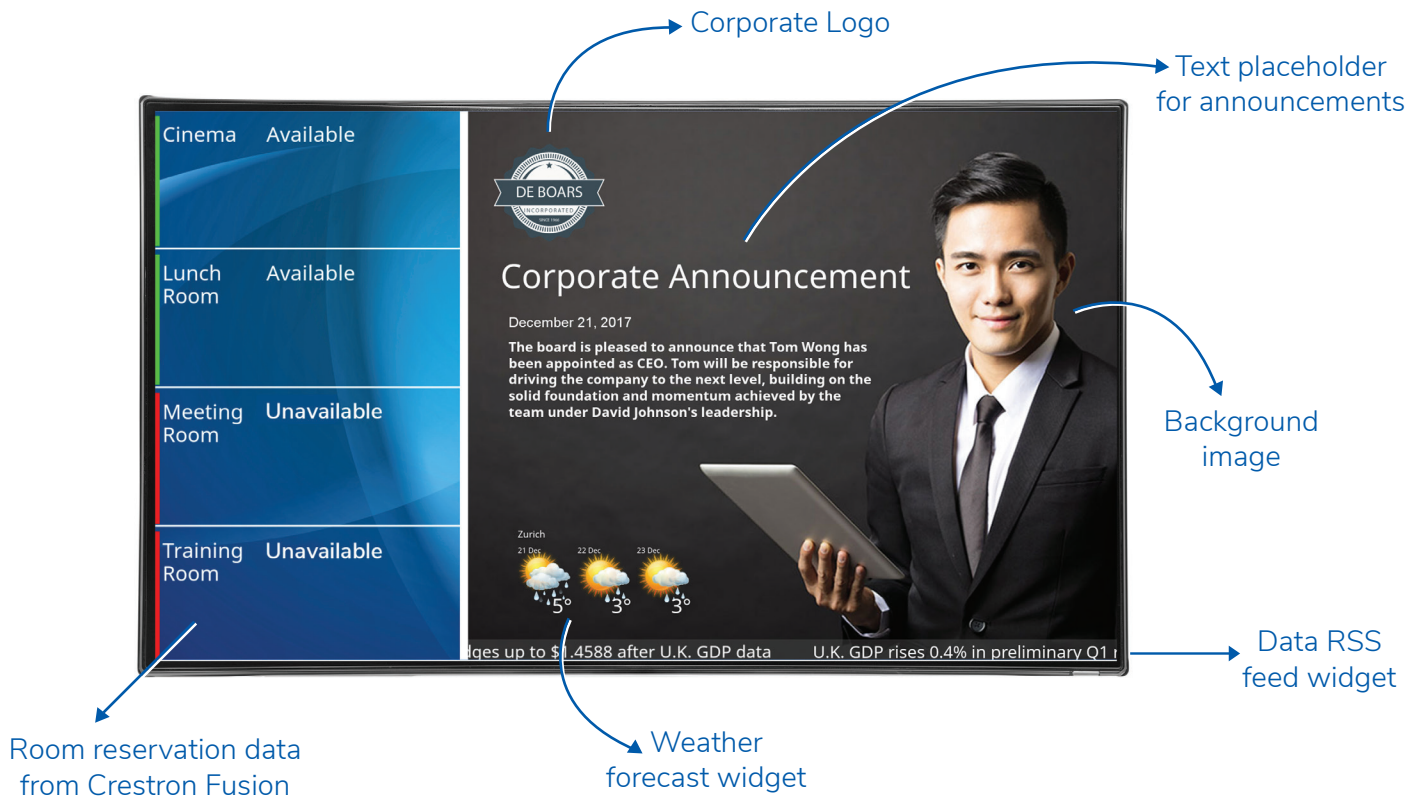 Corporate Logo
Text placeholder
for announcements
Cinema Available
Lunch Available
Room
Meeting Unavailable
Room
Training Unavailable
Room
DE BOARS
INCORPORATED
SINCE 1966
Corporate Announcement
December 21, 2017
The board is pleased to announce that Tom Wong has
been appointed as CEO. Tom will be responsible for
driving the company to the next level, building on the
solid foundation and momentum achieved by the
team under David Johnson's leadership.
Background
image
Zurich
21 Dec 22 Dec 23 Dec
5° 3° 3°
dges up to $1.4588 after U.K. GDP data U.K. GDP rises 0.4% in preliminary Q1 r
Data RSS
feed widget
Room reservation data
from Crestron Fusion
Weather
forecast widget